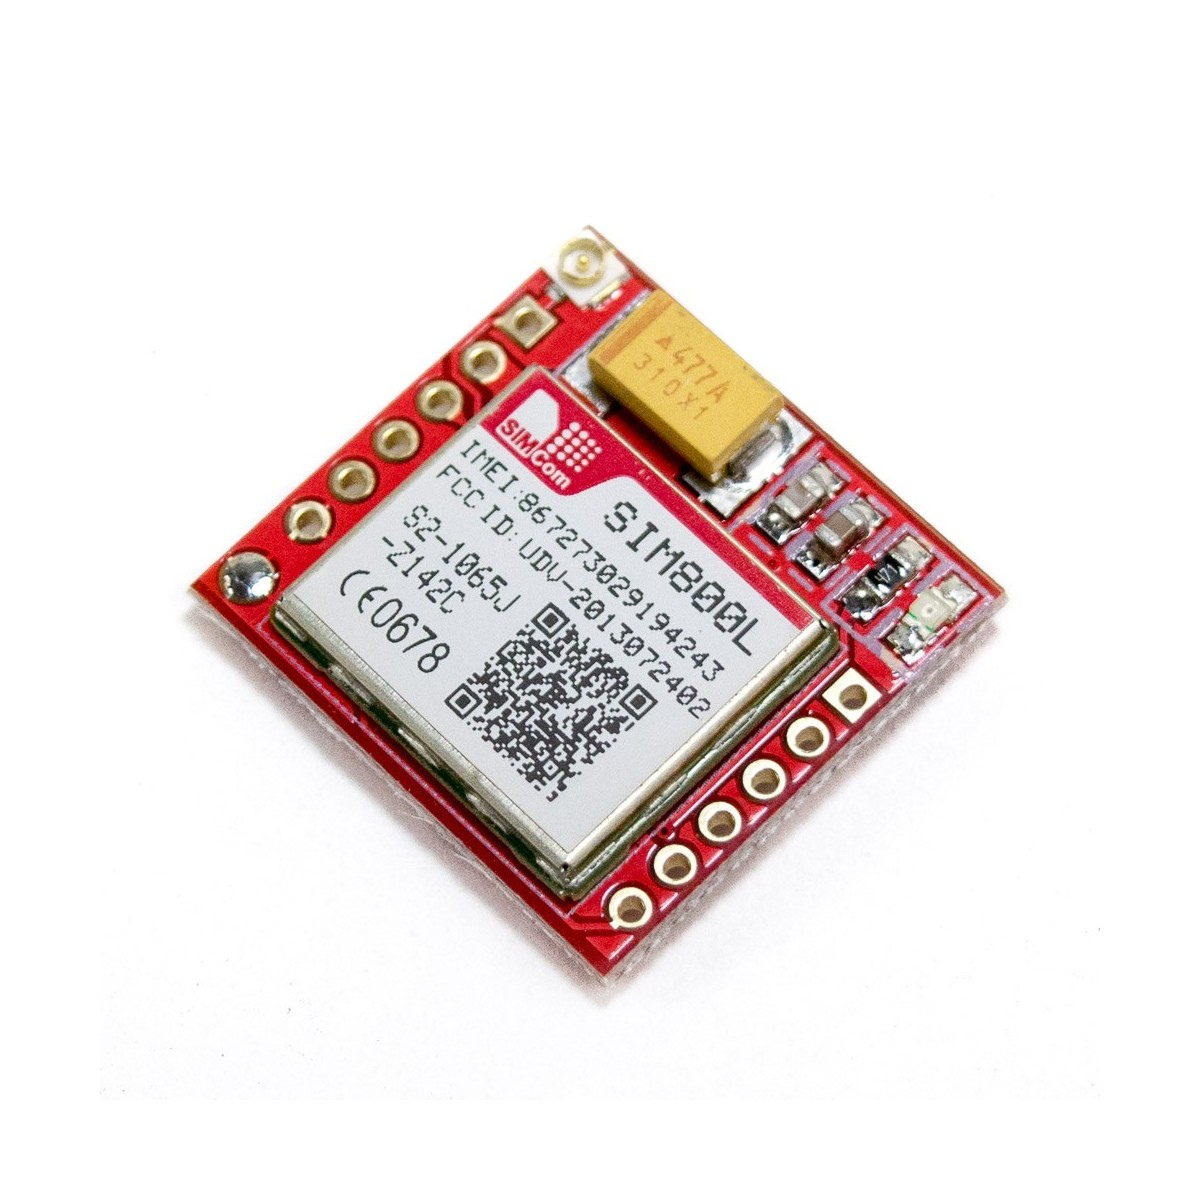 477A
310X1
SIMCom
SIM800L
IMEI:867273029194243
FCC ID: UDV-2013072402
S2-1065J
-Z142C
CE0678